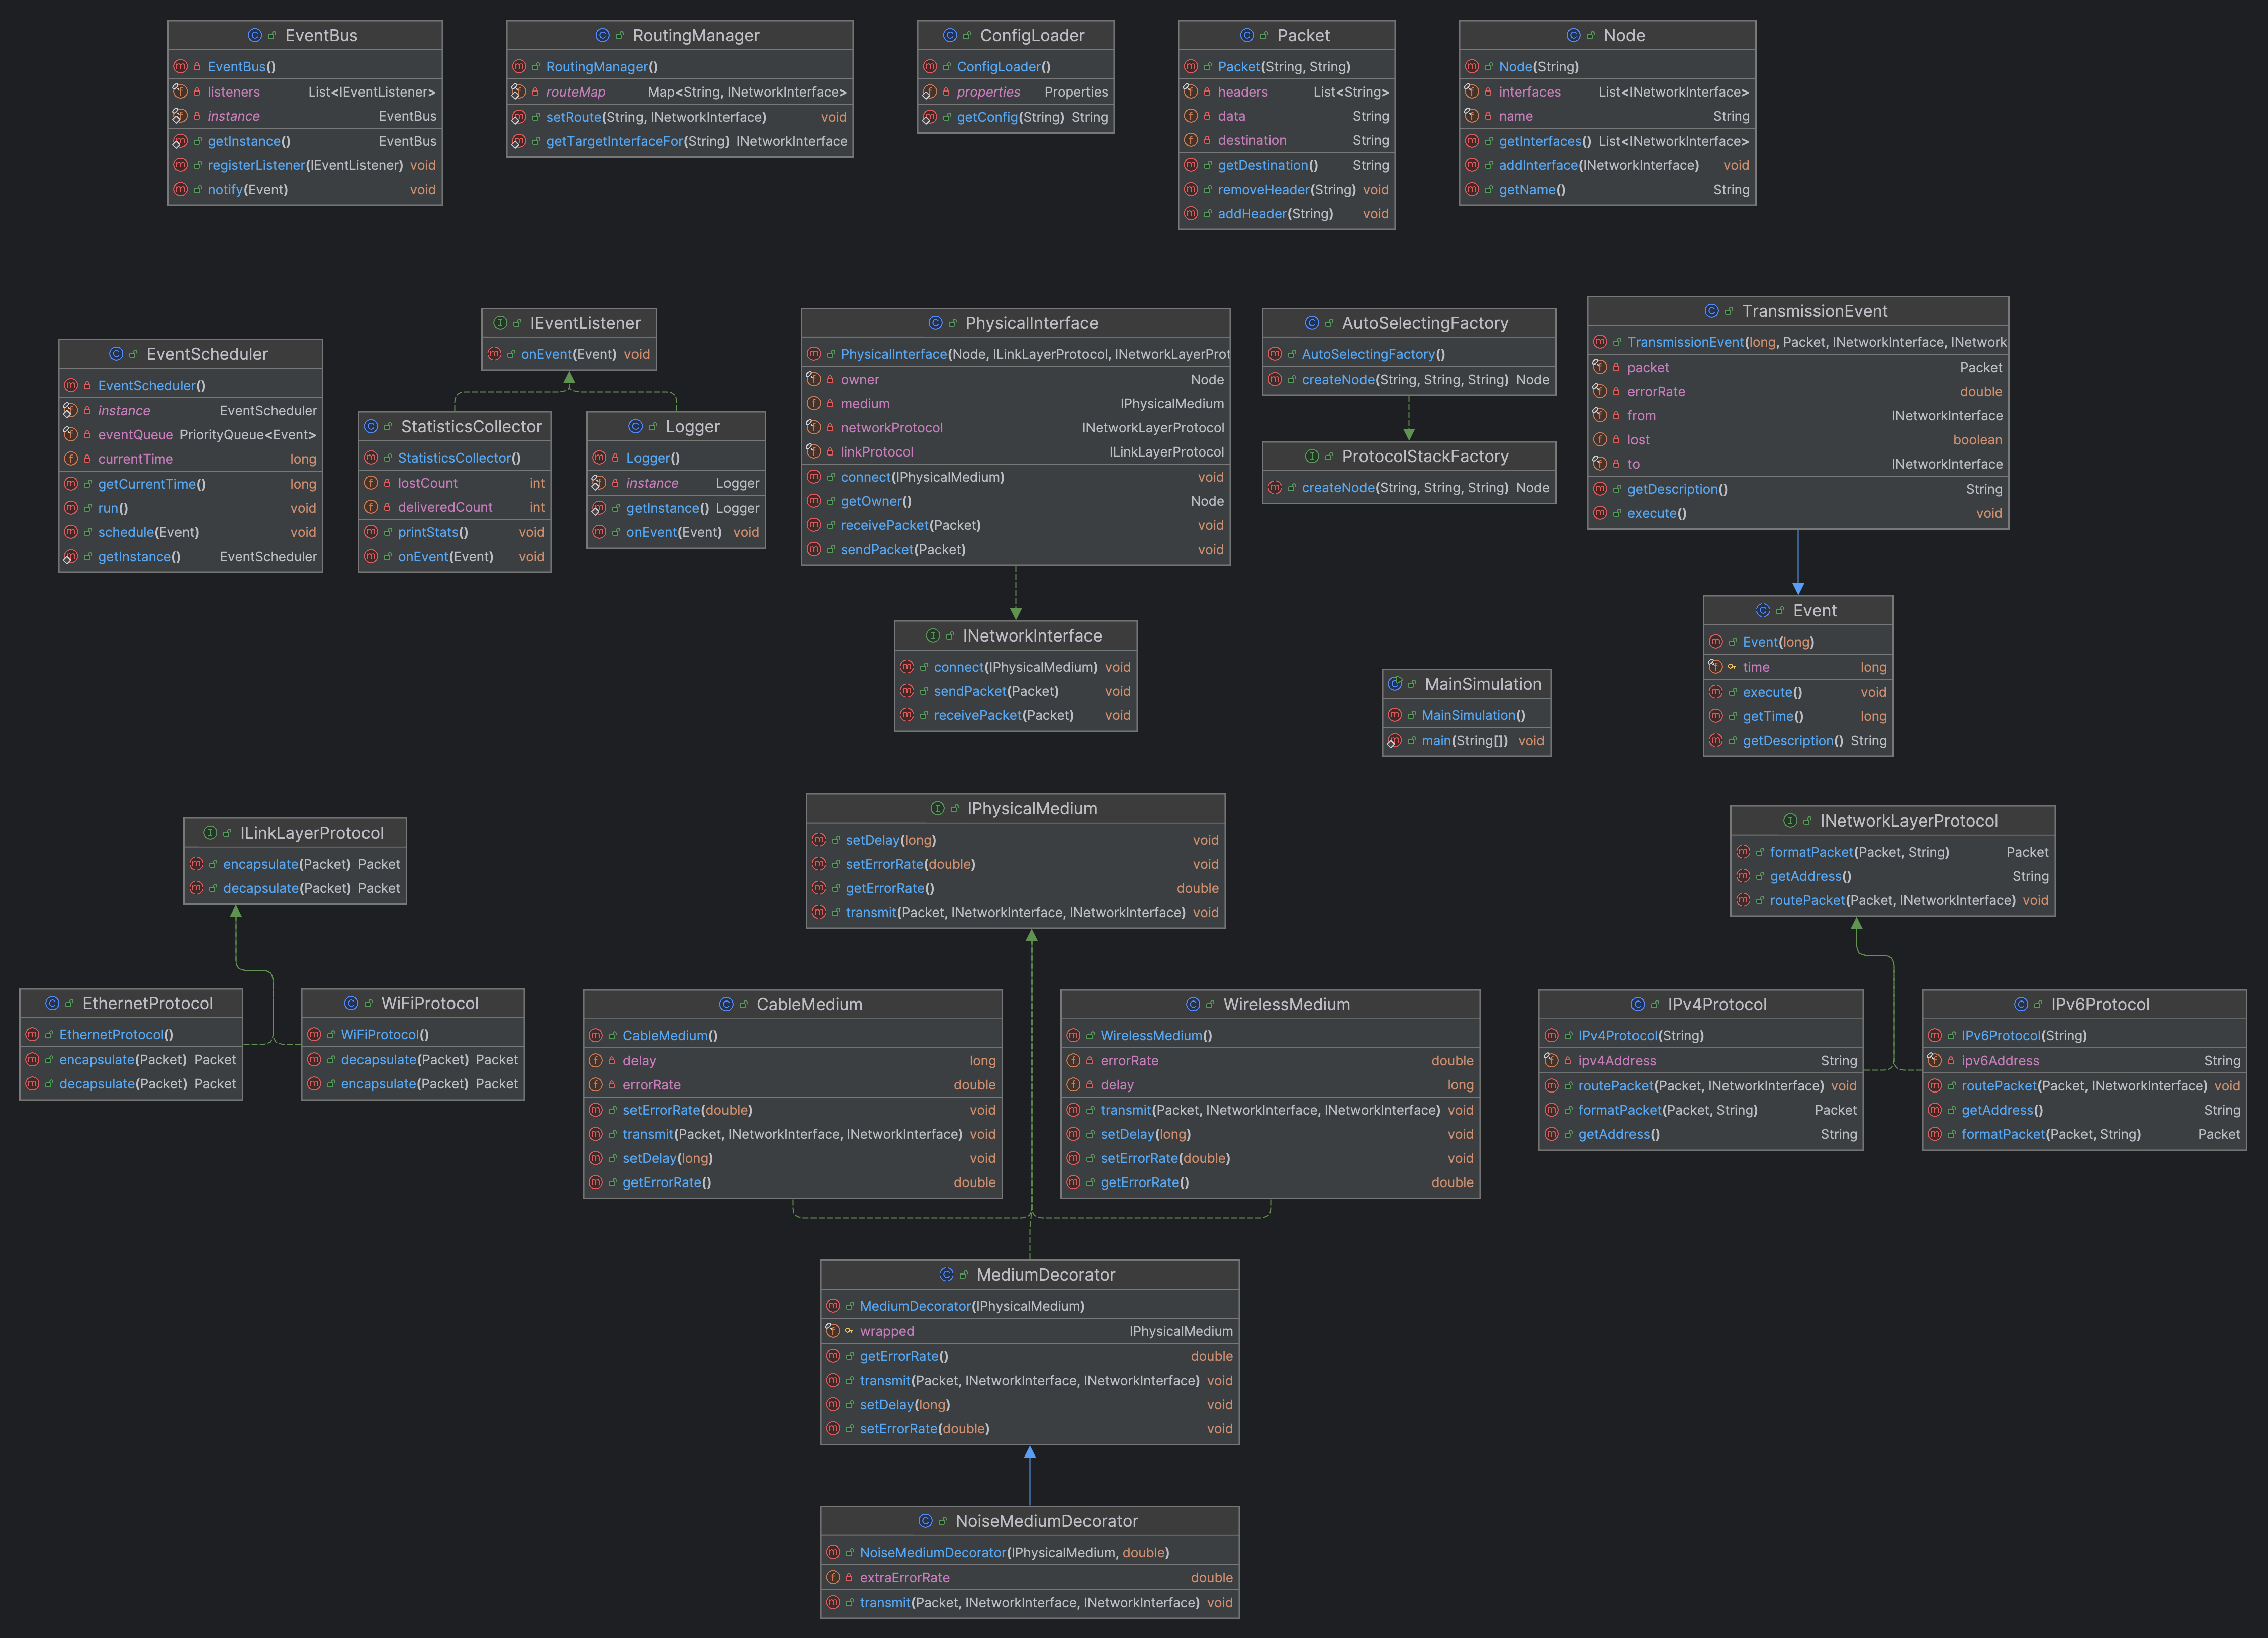 EventBus
EventBus()
listeners List<IEventListener>
instance EventBus
getInstance() EventBus
registerListener(IEventListener) void
notify(Event) void
RoutingManager
RoutingManager()
routeMap Map<String, INetworkInterface>
setRoute(String, INetworkInterface) void
getTargetInterfaceFor(String) INetworkInterface
ConfigLoader
ConfigLoader()
properties Properties
getConfig(String) String
Packet
Packet(String, String)
headers List<String>
data String
destination String
getDestination() String
removeHeader(String) void
addHeader(String) void
Node
Node(String)
interfaces List<INetworkInterface>
name String
getInterfaces() List<INetworkInterface>
addInterface(INetworkInterface) void
getName() String
EventScheduler
EventScheduler()
instance EventScheduler
eventQueue PriorityQueue<Event>
currentTime long
getCurrentTime() long
run() void
schedule(Event) void
getInstance() EventScheduler
IEventListener
onEvent(Event) void
StatisticsCollector
StatisticsCollector()
lostCount int
deliveredCount int
printStats() void
onEvent(Event) void
Logger
Logger()
instance Logger
getInstance() Logger
onEvent(Event) void
PhysicalInterface
PhysicalInterface(Node, ILinkLayerProtocol, INetworkLayerProt
owner Node
medium IPhysicalMedium
networkProtocol INetworkLayerProtocol
linkProtocol ILinkLayerProtocol
connect(IPhysicalMedium) void
getOwner() Node
receivePacket(Packet) void
sendPacket(Packet) void
AutoSelectingFactory
AutoSelectingFactory()
createNode(String, String, String) Node
ProtocolStackFactory
createNode(String, String, String) Node
TransmissionEvent
TransmissionEvent(long, Packet, INetworkInterface, INetwork
packet Packet
errorRate double
from INetworkInterface
lost boolean
to INetworkInterface
getDescription() String
execute() void
INetworkInterface
connect(IPhysicalMedium) void
sendPacket(Packet) void
receivePacket(Packet) void
MainSimulation
MainSimulation()
main(String[]) void
Event
Event(long)
time long
execute() void
getTime() long
getDescription() String
ILinkLayerProtocol
encapsulate(Packet) Packet
decapsulate(Packet) Packet
IPhysicalMedium
setDelay(long) void
setErrorRate(double) void
getErrorRate() double
transmit(Packet, INetworkInterface, INetworkInterface) void
INetworkLayerProtocol
formatPacket(Packet, String) Packet
getAddress() String
routePacket(Packet, INetworkInterface) void
EthernetProtocol
EthernetProtocol()
encapsulate(Packet) Packet
decapsulate(Packet) Packet
WiFiProtocol
WiFiProtocol()
decapsulate(Packet) Packet
encapsulate(Packet) Packet
CableMedium
CableMedium()
delay long
errorRate double
setErrorRate(double) void
transmit(Packet, INetworkInterface, INetworkInterface) void
setDelay(long) void
getErrorRate() double
WirelessMedium
WirelessMedium()
errorRate double
delay long
transmit(Packet, INetworkInterface, INetworkInterface) void
setDelay(long) void
setErrorRate(double) void
getErrorRate() double
IPv4Protocol
IPv4Protocol(String)
ipv4Address String
routePacket(Packet, INetworkInterface) void
formatPacket(Packet, String) Packet
getAddress() String
IPv6Protocol
IPv6Protocol(String)
ipv6Address String
routePacket(Packet, INetworkInterface) void
getAddress() String
formatPacket(Packet, String) Packet
MediumDecorator
MediumDecorator(IPhysicalMedium)
wrapped IPhysicalMedium
getErrorRate() double
transmit(Packet, INetworkInterface, INetworkInterface) void
setDelay(long) void
setErrorRate(double) void
NoiseMediumDecorator
NoiseMediumDecorator(IPhysicalMedium, double)
extraErrorRate double
transmit(Packet, INetworkInterface, INetworkInterface) void